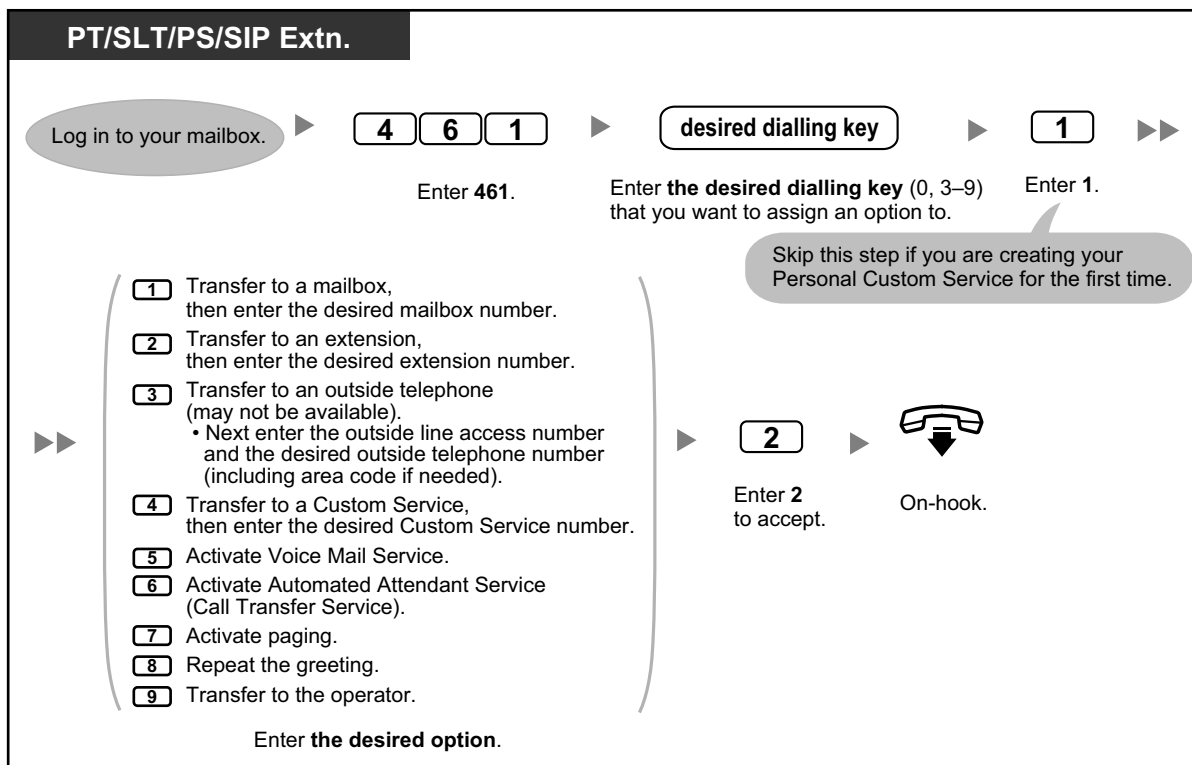 PT/SLT/PS/SIP Extn.
Log in to your mailbox.
4 6 1
desired dialling key
1
Enter 461.
Enter the desired dialling key (0, 3–9)
that you want to assign an option to.
Enter 1.
Skip this step if you are creating your
Personal Custom Service for the first time.
1 Transfer to a mailbox,
then enter the desired mailbox number.
2 Transfer to an extension,
then enter the desired extension number.
3 Transfer to an outside telephone
(may not be available).
• Next enter the outside line access number
and the desired outside telephone number
(including area code if needed).
4 Transfer to a Custom Service,
then enter the desired Custom Service number.
5 Activate Voice Mail Service.
6 Activate Automated Attendant Service
(Call Transfer Service).
7 Activate paging.
8 Repeat the greeting.
9 Transfer to the operator.
Enter the desired option.
2
Enter 2
to accept.
On-hook.